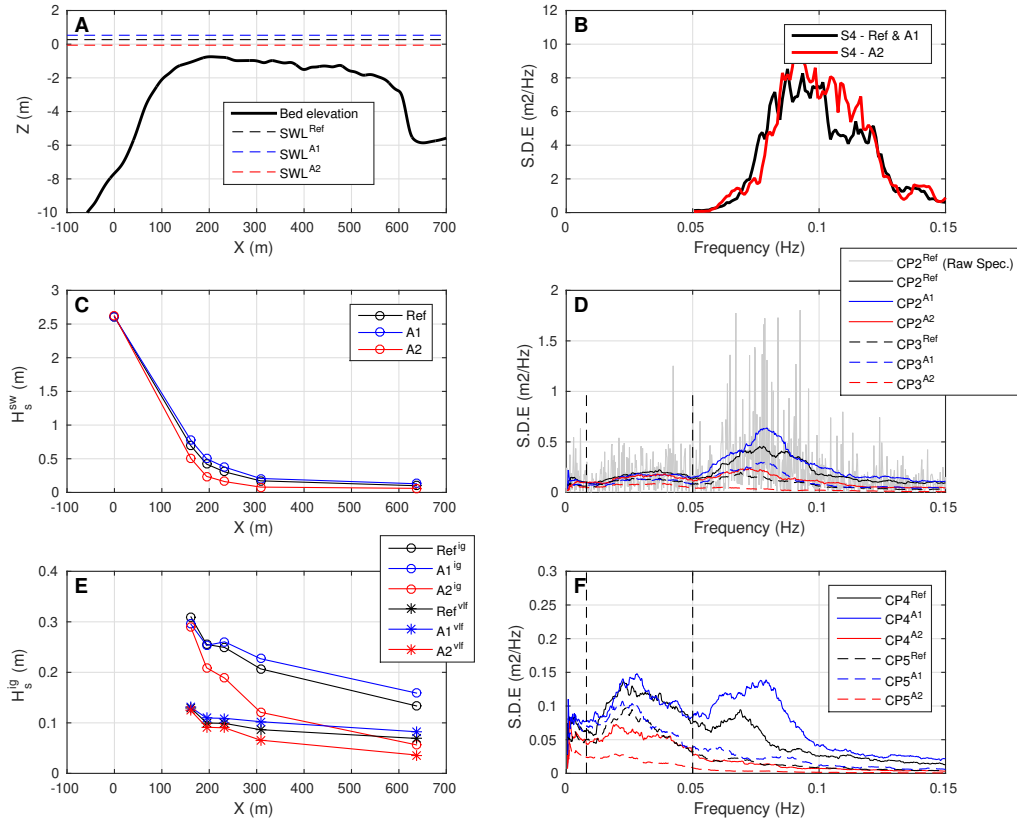 A
Z (m)
0
-2
-4
-6
-8
-10
Bed elevation
SWL^Ref
SWL^A1
SWL^A2
-100 0 100 200 300 400 500 600 700
X (m)
B
S.D.E (m2/Hz)
12
10
8
6
4
2
0
S4 - Ref & A1
S4 - A2
0 0.05 0.1 0.15
Frequency (Hz)
C
H_s^sw (m)
3
2.5
2
1.5
1
0.5
0
Ref
A1
A2
-100 0 100 200 300 400 500 600 700
X (m)
D
S.D.E (m2/Hz)
2
1.5
1
0.5
0
CP2^Ref (Raw Spec.)
CP2^Ref
CP2^A1
CP2^A2
CP3^Ref
CP3^A1
CP3^A2
0 0.05 0.1 0.15
Frequency (Hz)
E
H_s^ig (m)
0.4
0.3
0.2
0.1
0
Ref^ig
A1^ig
A2^ig
Ref^vlf
A1^vlf
A2^vlf
-100 0 100 200 300 400 500 600 700
X (m)
F
S.D.E (m2/Hz)
0.3
0.25
0.2
0.15
0.1
0.05
0
CP4^Ref
CP4^A1
CP4^A2
CP5^Ref
CP5^A1
CP5^A2
0 0.05 0.1 0.15
Frequency (Hz)